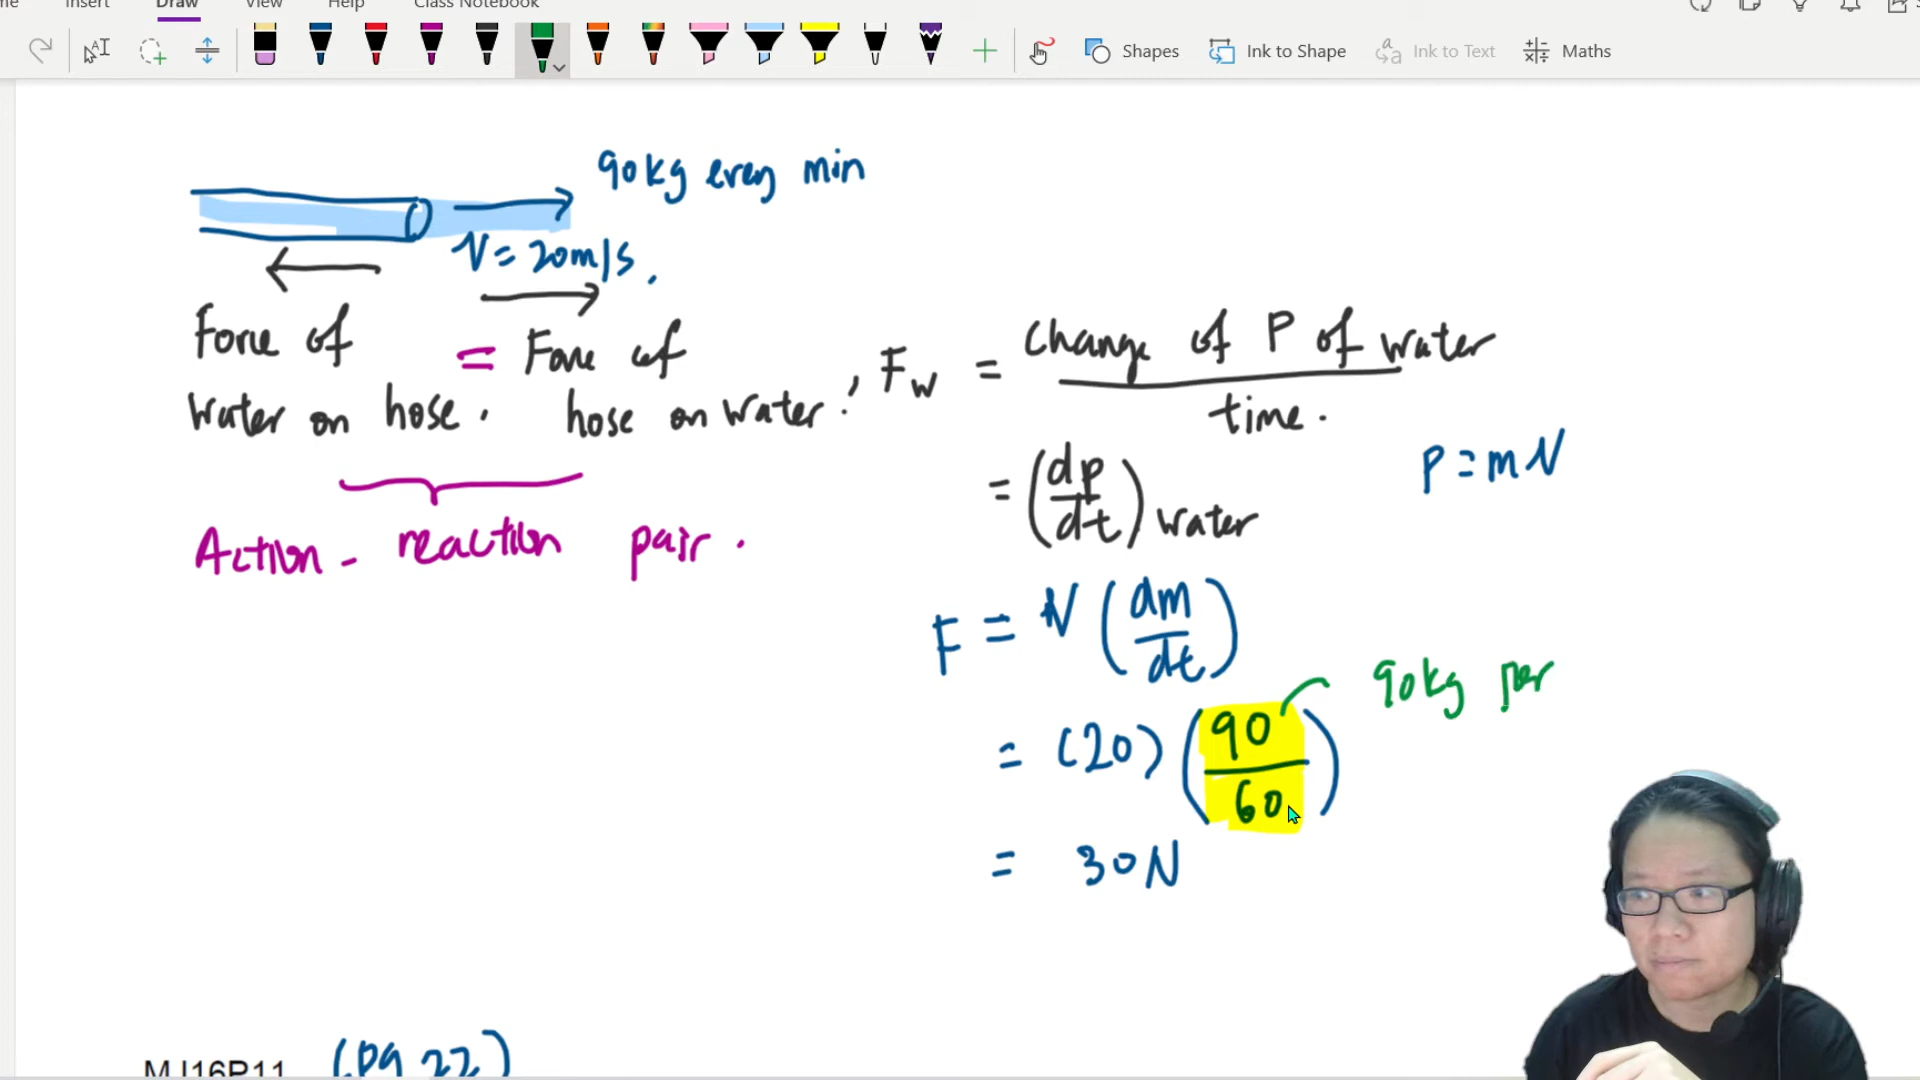 Insert Draw View Help Class Notebook
Shapes Ink to Shape Ink to Text Maths
90kg every min
V = 20m/s.
Force of water on hose. = Force of hose on water., Fw = Change of P of water / time.
Action - reaction pair.
= (dp/dt) water
P = mV
F = V (dm/dt)
= (20) (90/60)
90kg per
= 30N
MJ16P11 (pg 22)